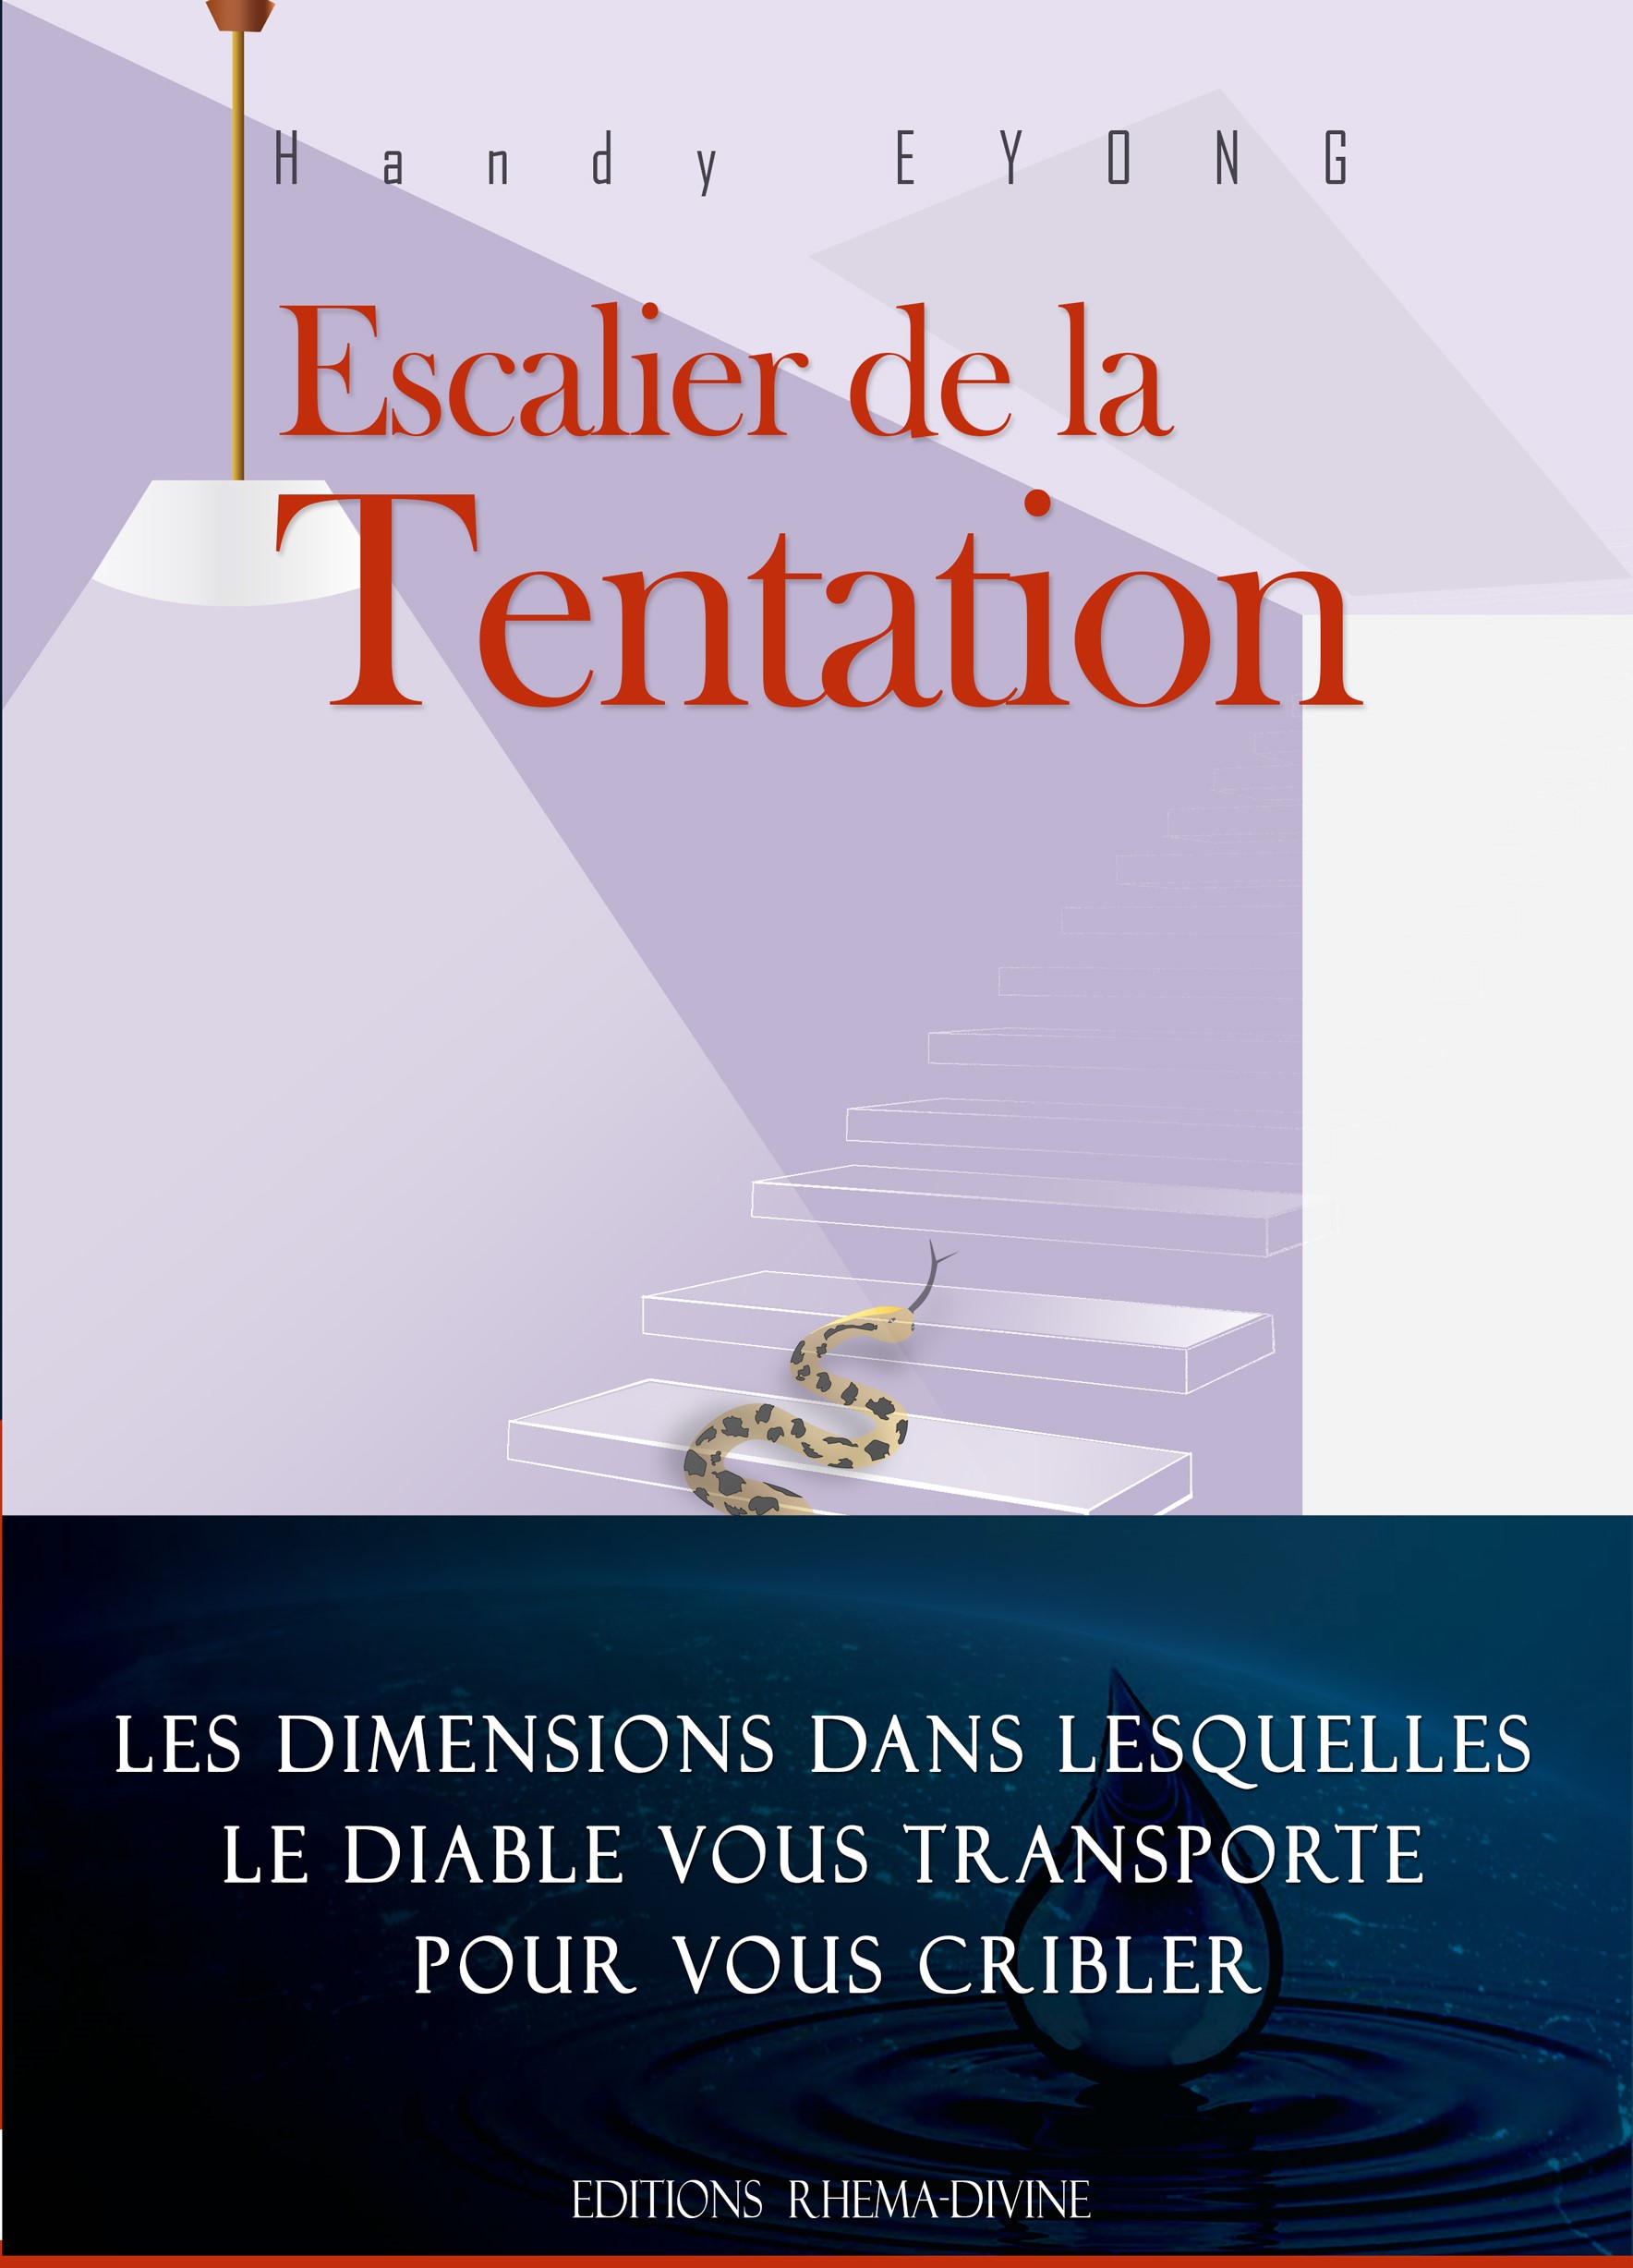 Handy EYONG
Escalier de la
Tentation
LES DIMENSIONS DANS LESQUELLES
LE DIABLE VOUS TRANSPORTE
POUR VOUS CRIBLER
EDITIONS RHEMA-DIVINE